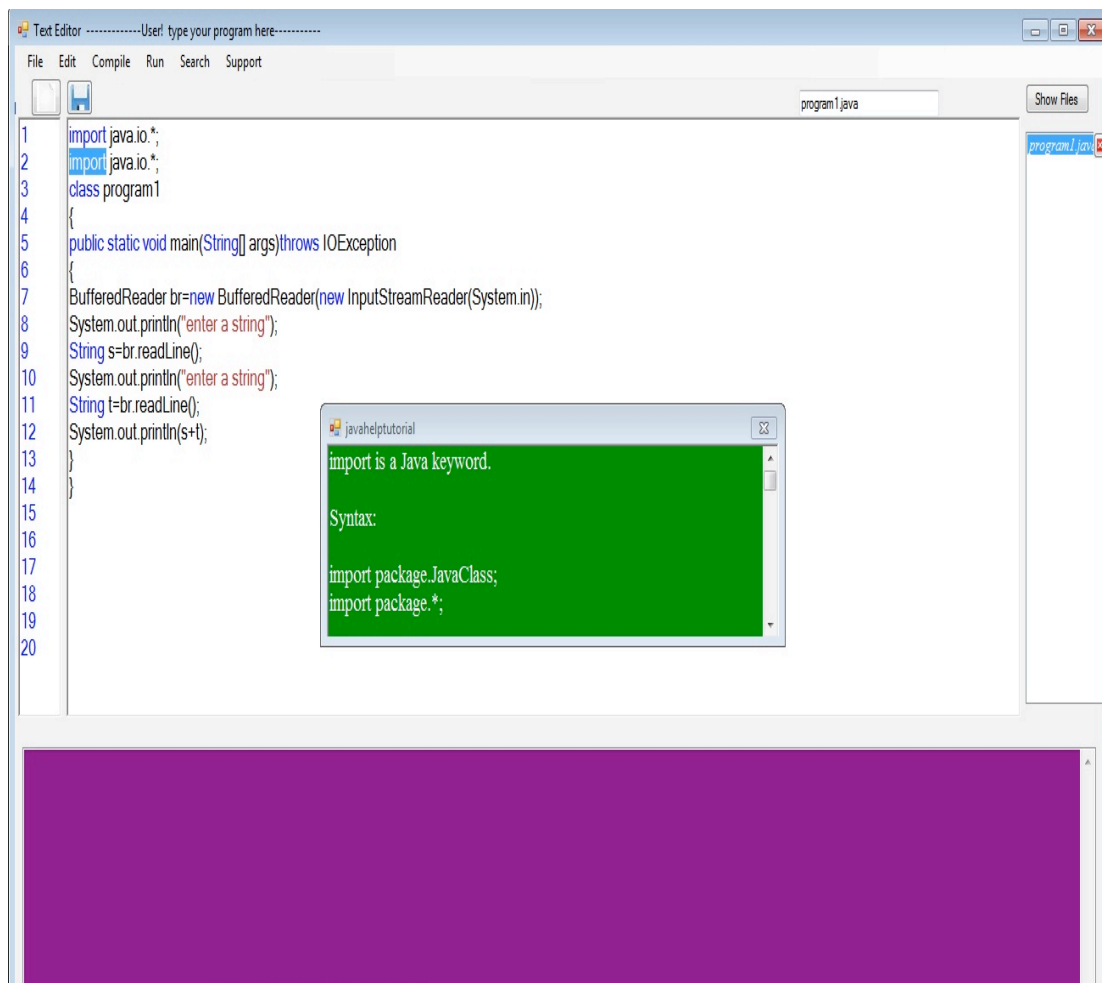 Text Editor -------------User! type your program here-----------
File Edit Compile Run Search Support
program1.java
Show Files
program1.java
1 import java.io.*;
2 import java.io.*;
3 class program1
4 {
5 public static void main(String[] args)throws IOException
6 {
7 BufferedReader br=new BufferedReader(new InputStreamReader(System.in));
8 System.out.println("enter a string");
9 String s=br.readLine();
10 System.out.println("enter a string");
11 String t=br.readLine();
12 System.out.println(s+t);
13 }
14 }
15
16
17
18
19
20
javahelptutorial
import is a Java keyword.
Syntax:
import package.JavaClass;
import package.*;